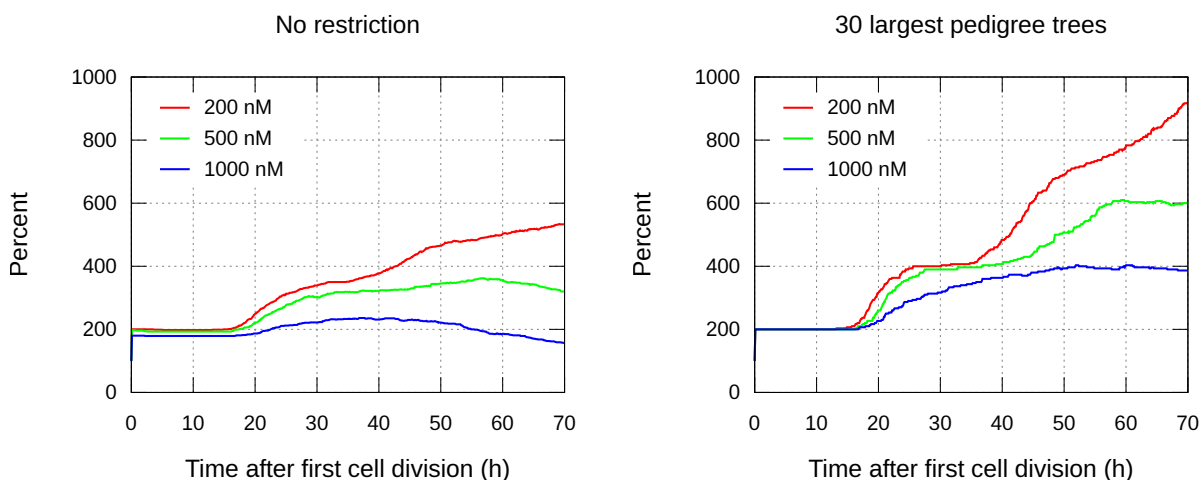 No restriction
1000
800
600
400
200
0
Percent
200 nM
500 nM
1000 nM
0 10 20 30 40 50 60 70
Time after first cell division (h)
30 largest pedigree trees
1000
800
600
400
200
0
Percent
200 nM
500 nM
1000 nM
0 10 20 30 40 50 60 70
Time after first cell division (h)